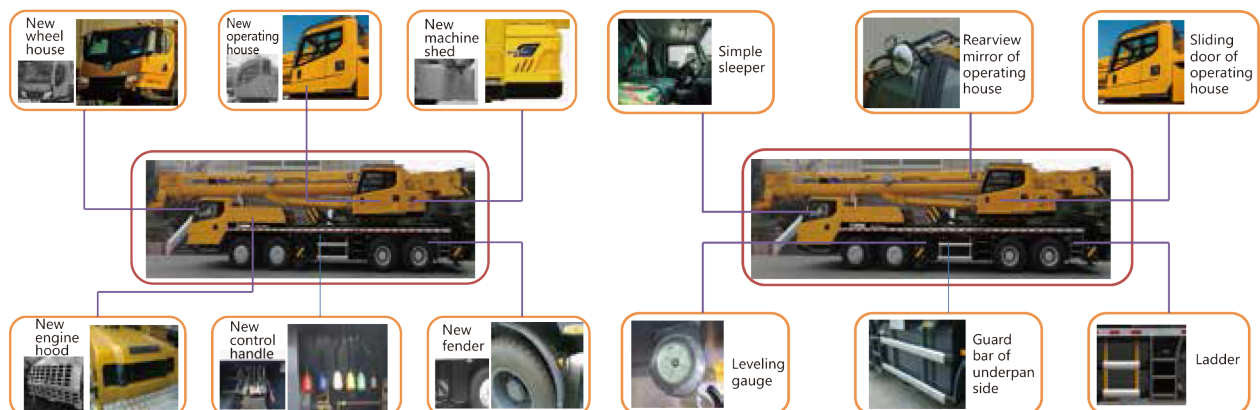 New
wheel
house
New
operating
house
New
machine
shed
Simple
sleeper
Rearview
mirror of
operating
house
Sliding
door of
operating
house
New
engine
hood
New
control
handle
New
fender
Leveling
gauge
Guard
bar of
underpan
side
Ladder